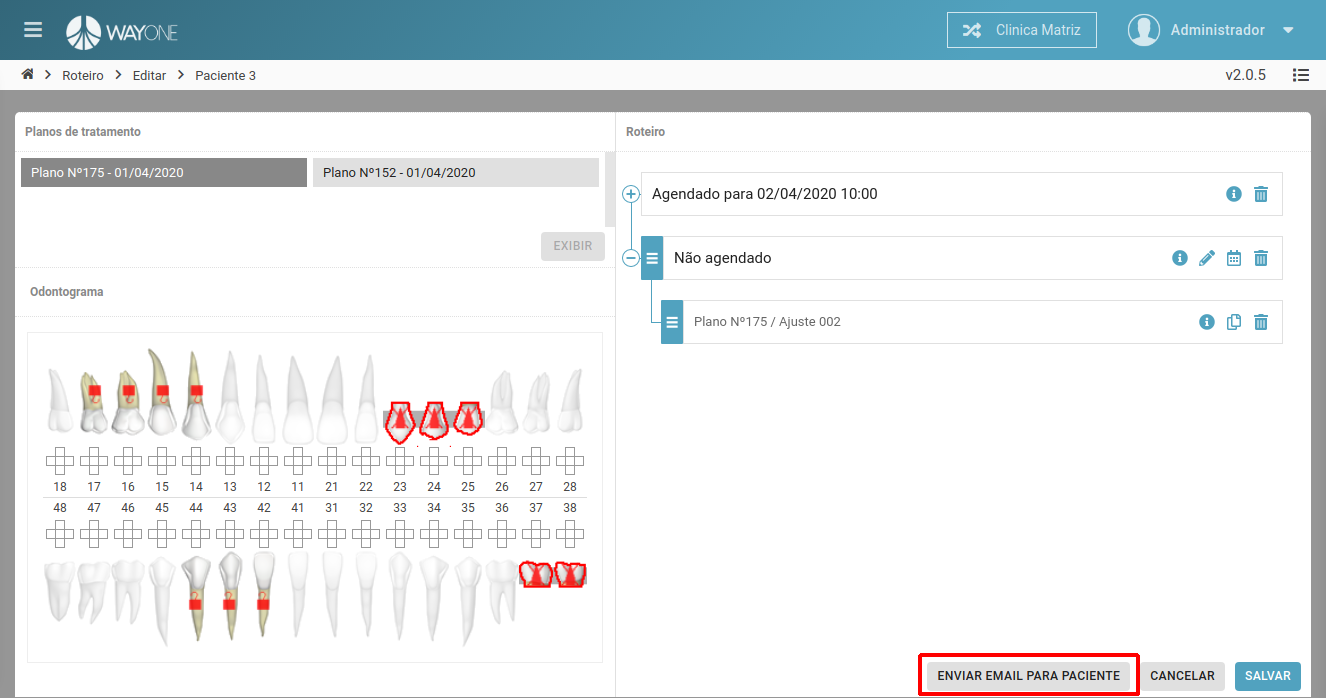 WAYONE
Clinica Matriz
Administrador
Roteiro
Editar
Paciente 3
v2.0.5
Planos de tratamento
Plano Nº175 - 01/04/2020
Plano Nº152 - 01/04/2020
EXIBIR
Odontograma
18 17 16 15 14 13 12 11 21 22 23 24 25 26 27 28
48 47 46 45 44 43 42 41 31 32 33 34 35 36 37 38
Roteiro
Agendado para 02/04/2020 10:00
Não agendado
Plano Nº175 / Ajuste 002
ENVIAR EMAIL PARA PACIENTE
CANCELAR
SALVAR